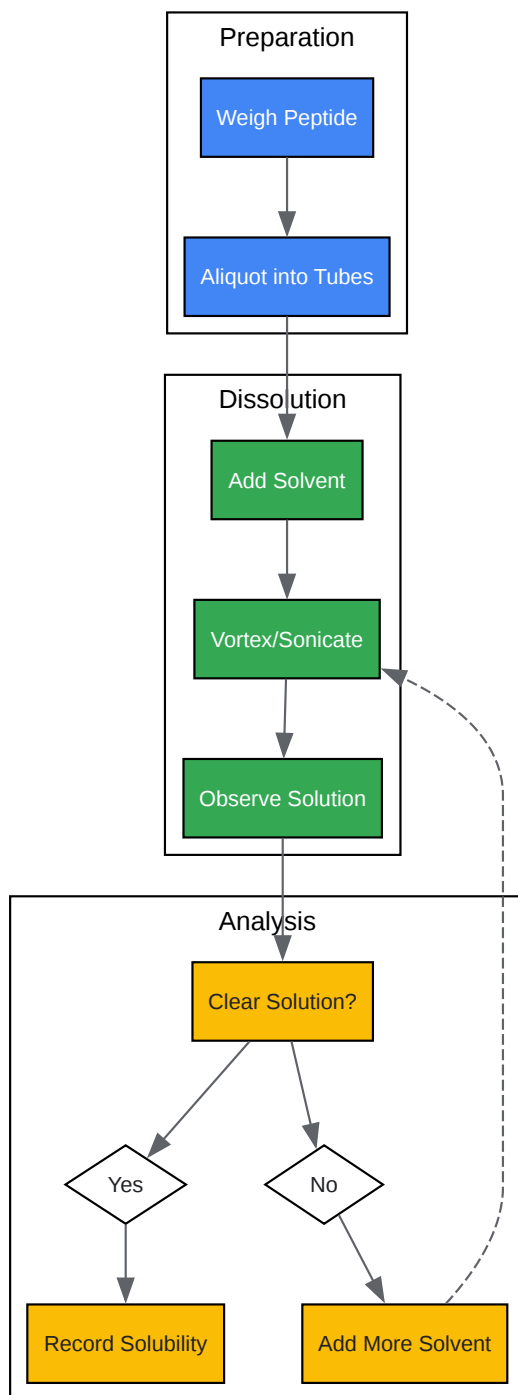 Preparation
Weigh Peptide
Aliquot into Tubes
Dissolution
Add Solvent
Vortex/Sonicate
Observe Solution
Analysis
Clear Solution?
Yes
No
Record Solubility
Add More Solvent